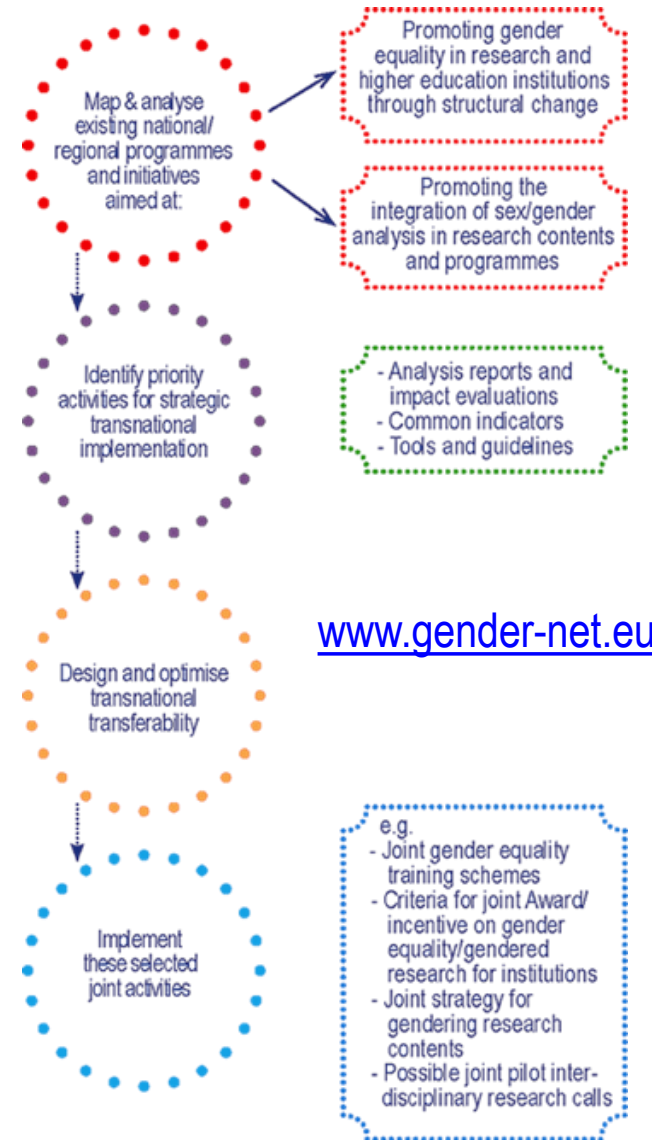 Map & analyse
existing national/
regional programmes
and initiatives
aimed at:
Promoting gender
equality in research and
higher education institutions
through structural change
Promoting the
integration of sex/gender
analysis in research contents
and programmes
Identify priority
activities for strategic
transnational
implementation
- Analysis reports and
impact evaluations
- Common indicators
- Tools and guidelines
www.gender-net.eu
Design and optimise
transnational
transferability
Implement
these selected
joint activities
e.g.
- Joint gender equality
training schemes
- Criteria for joint Award/
incentive on gender
equality/gendered
research for institutions
- Joint strategy for
gendering research
contents
- Possible joint pilot inter-
disciplinary research calls